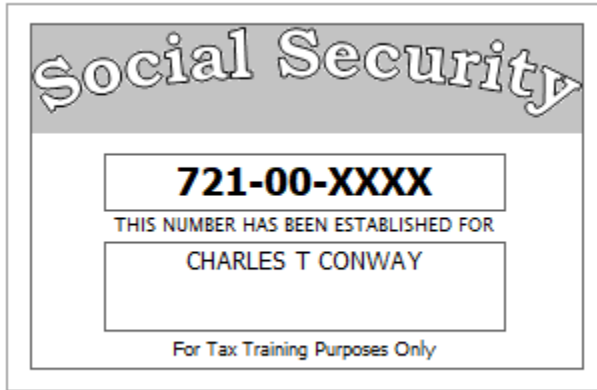 Social Security
721-00-XXXX
THIS NUMBER HAS BEEN ESTABLISHED FOR
CHARLES T CONWAY
For Tax Training Purposes Only